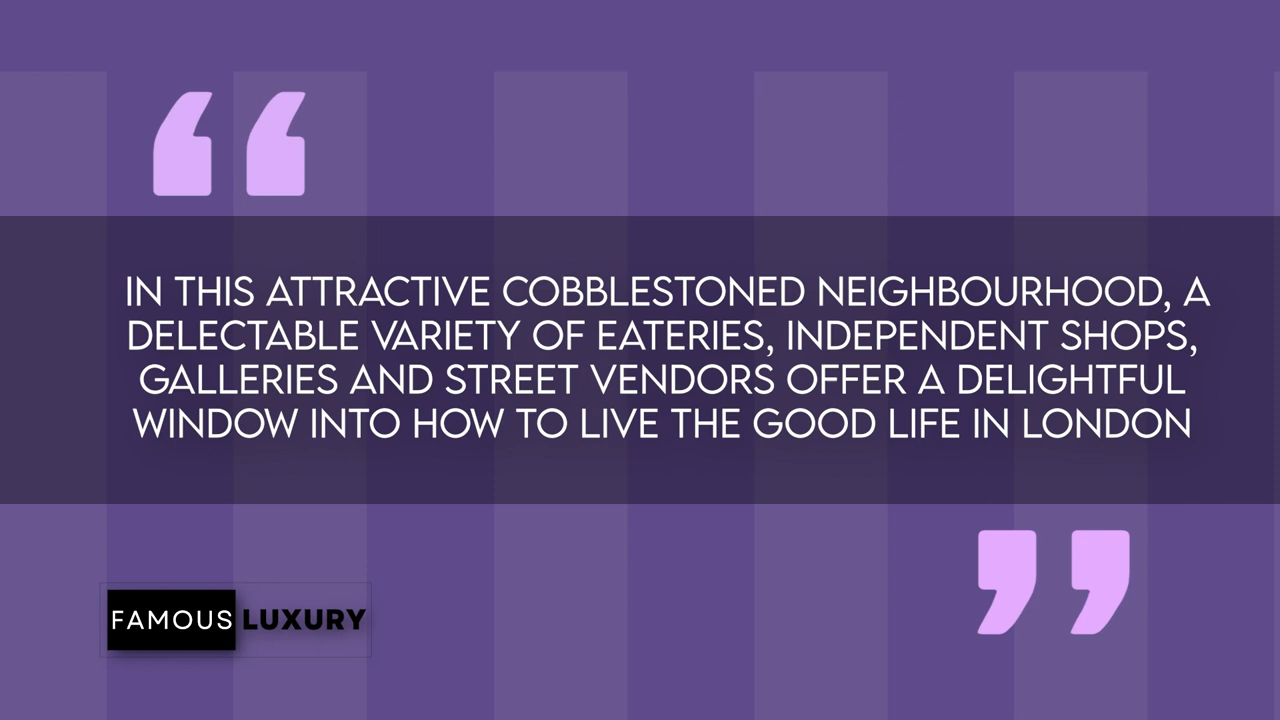 IN THIS ATTRACTIVE COBBLESTONED NEIGHBOURHOOD, A
DELECTABLE VARIETY OF EATERIES, INDEPENDENT SHOPS,
GALLERIES AND STREET VENDORS OFFER A DELIGHTFUL
WINDOW INTO HOW TO LIVE THE GOOD LIFE IN LONDON
FAMOUS LUXURY